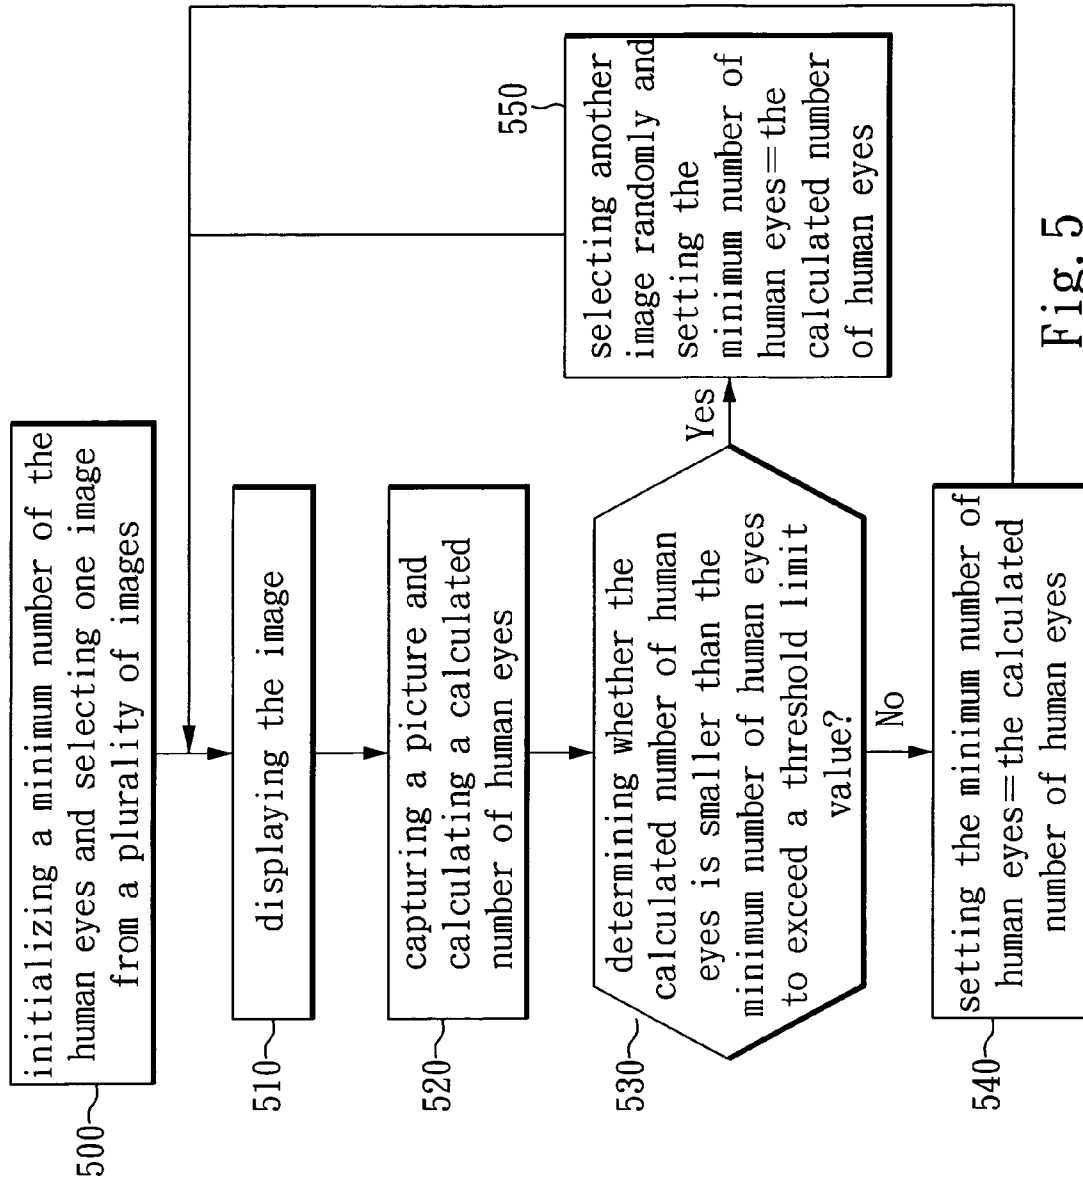 initializing a minimum number of the
human eyes and selecting one image
from a plurality of images
500
displaying the image
510
capturing a picture and
calculating a calculated
number of human eyes
520
determining whether the
calculated number of human
eyes is smaller than the
minimum number of human eyes
to exceed a threshold limit
value?
530
Yes
No
selecting another
image randomly and
setting the
minimum number of
human eyes=the
calculated number
of human eyes
550
setting the minimum number of
human eyes=the calculated
number of human eyes
540
Fig. 5